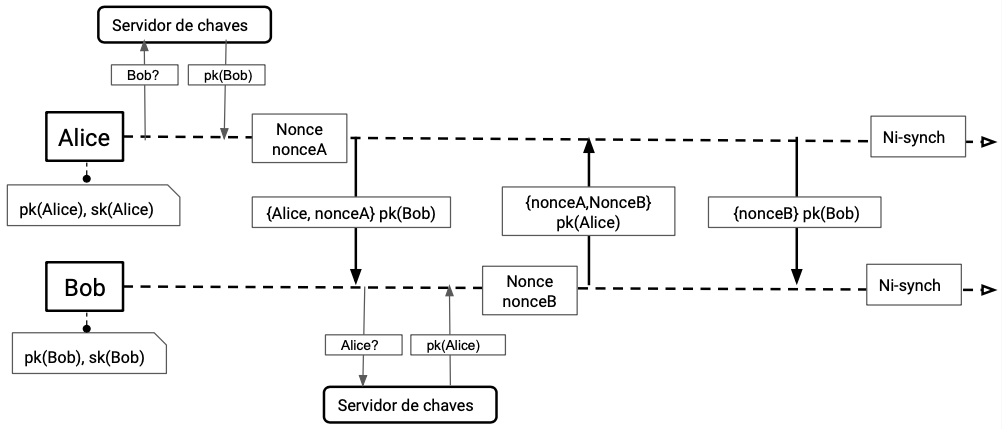 Servidor de chaves
Bob?
pk(Bob)
Alice
Nonce
nonceA
Ni-synch
pk(Alice), sk(Alice)
{Alice, nonceA} pk(Bob)
{nonceA,NonceB}
pk(Alice)
{nonceB} pk(Bob)
Bob
Nonce
nonceB
Ni-synch
pk(Bob), sk(Bob)
Alice?
pk(Alice)
Servidor de chaves